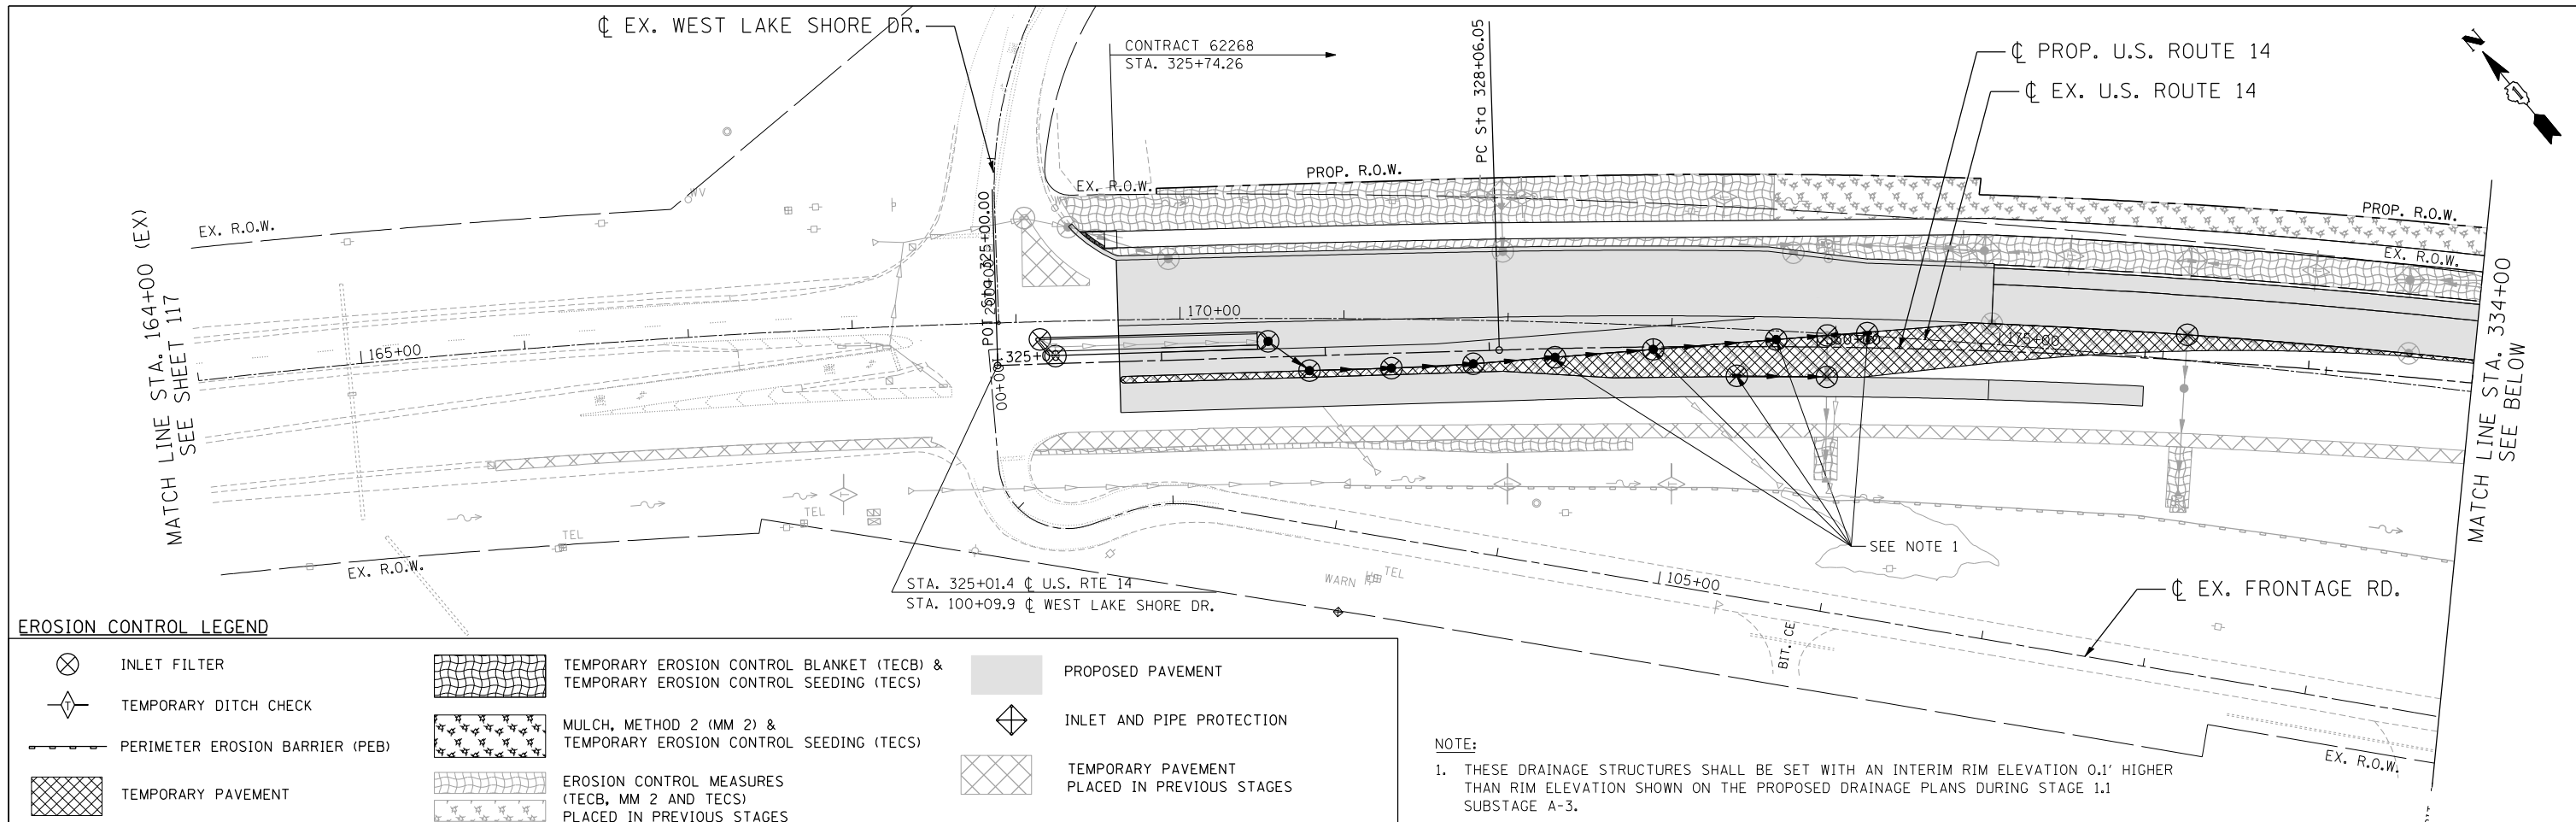 ℄ EX. WEST LAKE SHORE DR.
CONTRACT 62268
STA. 325+74.26
PC Sta 328+06.05
℄ PROP. U.S. ROUTE 14
℄ EX. U.S. ROUTE 14
N
MATCH LINE STA. 164+00 (EX)
SEE SHEET 117
EX. R.O.W.
WV
POT Sta 325+00.00
EX. R.O.W.
PROP. R.O.W.
PROP. R.O.W.
EX. R.O.W.
MATCH LINE STA. 334+00
SEE BELOW
165+00
170+00
175+00
TEL
TEL
EX. R.O.W.
STA. 325+01.4 ℄ U.S. RTE 14
STA. 100+09.9 ℄ WEST LAKE SHORE DR.
WARN
TEL
SEE NOTE 1
105+00
℄ EX. FRONTAGE RD.
BIT.
CE
EX. R.O.W.
EROSION CONTROL LEGEND
INLET FILTER
T
TEMPORARY DITCH CHECK
PERIMETER EROSION BARRIER (PEB)
TEMPORARY PAVEMENT
TEMPORARY EROSION CONTROL BLANKET (TECB) &
TEMPORARY EROSION CONTROL SEEDING (TECS)
MULCH, METHOD 2 (MM 2) &
TEMPORARY EROSION CONTROL SEEDING (TECS)
EROSION CONTROL MEASURES
(TECB, MM 2 AND TECS)
PLACED IN PREVIOUS STAGES
PROPOSED PAVEMENT
INLET AND PIPE PROTECTION
TEMPORARY PAVEMENT
PLACED IN PREVIOUS STAGES
NOTE:
1. THESE DRAINAGE STRUCTURES SHALL BE SET WITH AN INTERIM RIM ELEVATION 0.1' HIGHER
THAN RIM ELEVATION SHOWN ON THE PROPOSED DRAINAGE PLANS DURING STAGE 1.1
SUBSTAGE A-3.